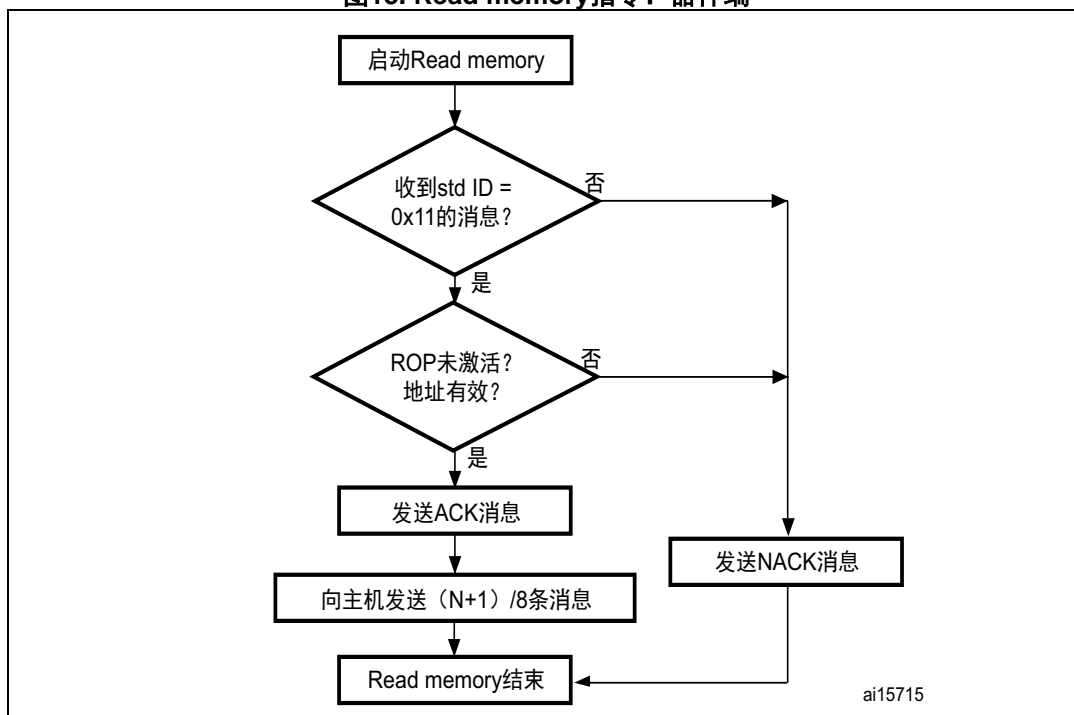 启动Read memory
收到std ID =
0x11的消息？
否
是
ROP未激活？
地址有效？
否
是
发送ACK消息
发送NACK消息
向主机发送（N+1）/8条消息
Read memory结束
ai15715